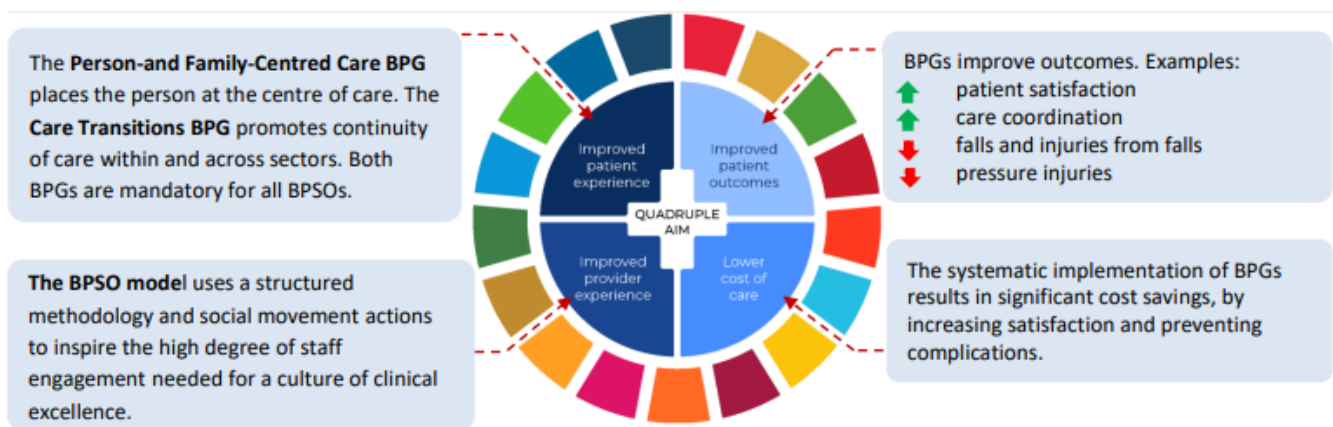 The Person-and Family-Centred Care BPG
places the person at the centre of care. The
Care Transitions BPG promotes continuity
of care within and across sectors. Both
BPGs are mandatory for all BPSOs.
The BPSO model uses a structured
methodology and social movement actions
to inspire the high degree of staff
engagement needed for a culture of clinical
excellence.
Improved
patient
experience
Improved
patient
outcomes
QUADRUPLE
AIM
Improved
provider
experience
Lower
cost of
care
BPGs improve outcomes. Examples:
patient satisfaction
care coordination
falls and injuries from falls
pressure injuries
The systematic implementation of BPGs
results in significant cost savings, by
increasing satisfaction and preventing
complications.